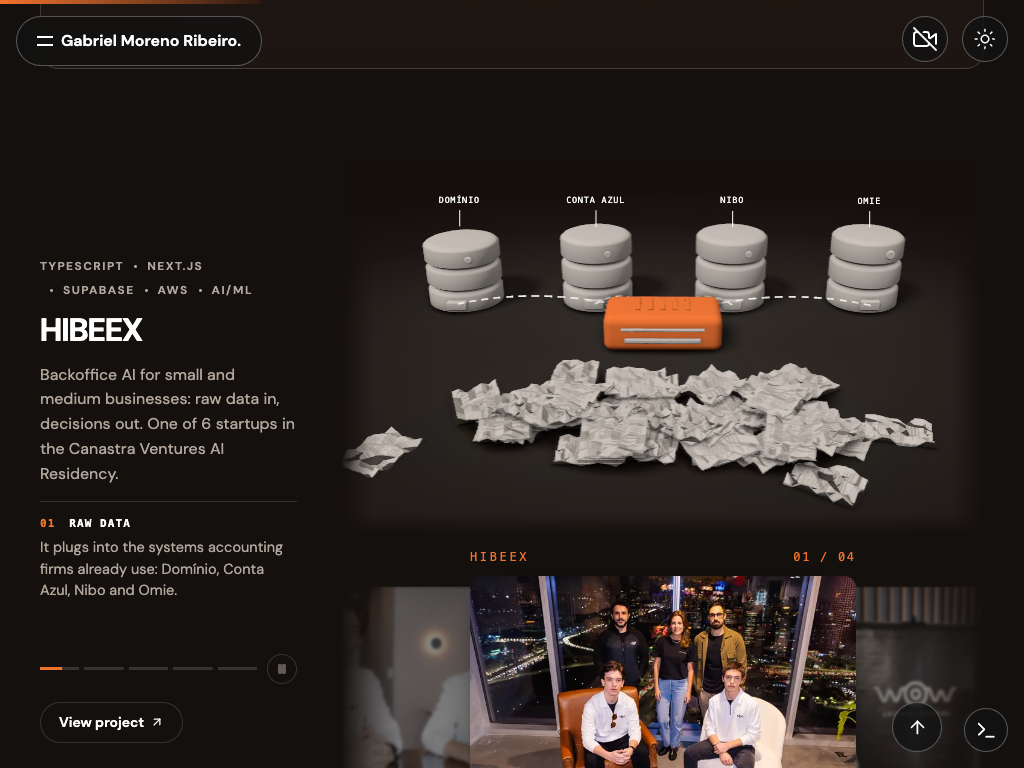 Gabriel Moreno Ribeiro.
DOMÍNIO
CONTA AZUL
NIBO
OMIE
TYPESCRIPT • NEXT.JS
• SUPABASE • AWS • AI/ML
HIBEEX
Backoffice AI for small and
medium businesses: raw data in,
decisions out. One of 6 startups in
the Canastra Ventures AI
Residency.
01 RAW DATA
It plugs into the systems accounting
firms already use: Domínio, Conta
Azul, Nibo and Omie.
View project
HIBEEX
01 / 04
WOW